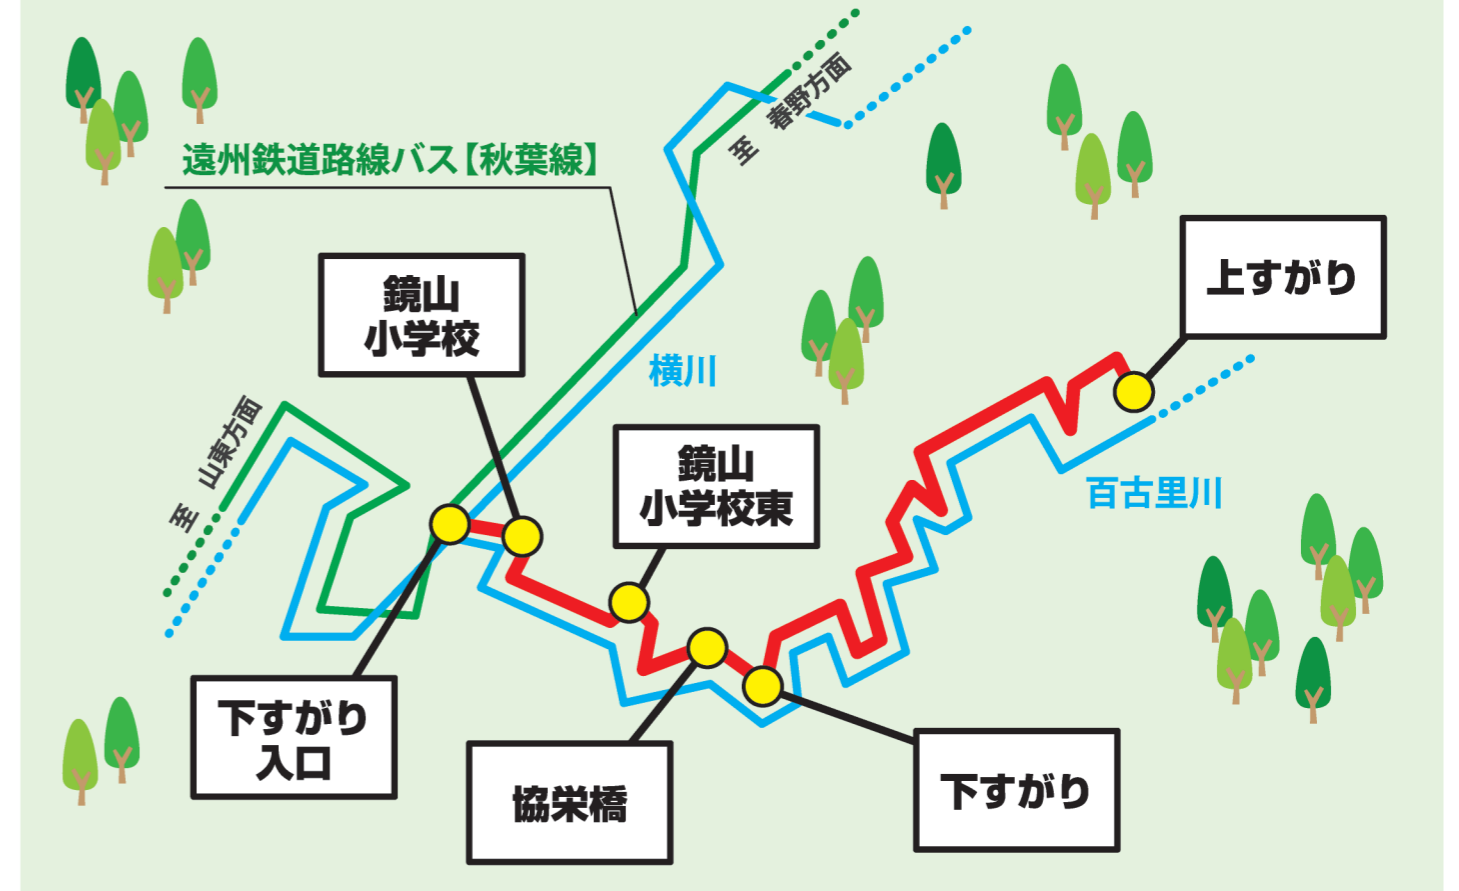 至 春野方面
遠州鉄道路線バス【秋葉線】
上すがり
鏡山
小学校
横川
至 山東方面
鏡山
小学校東
百古里川
下すがり
入口
協栄橋
下すがり